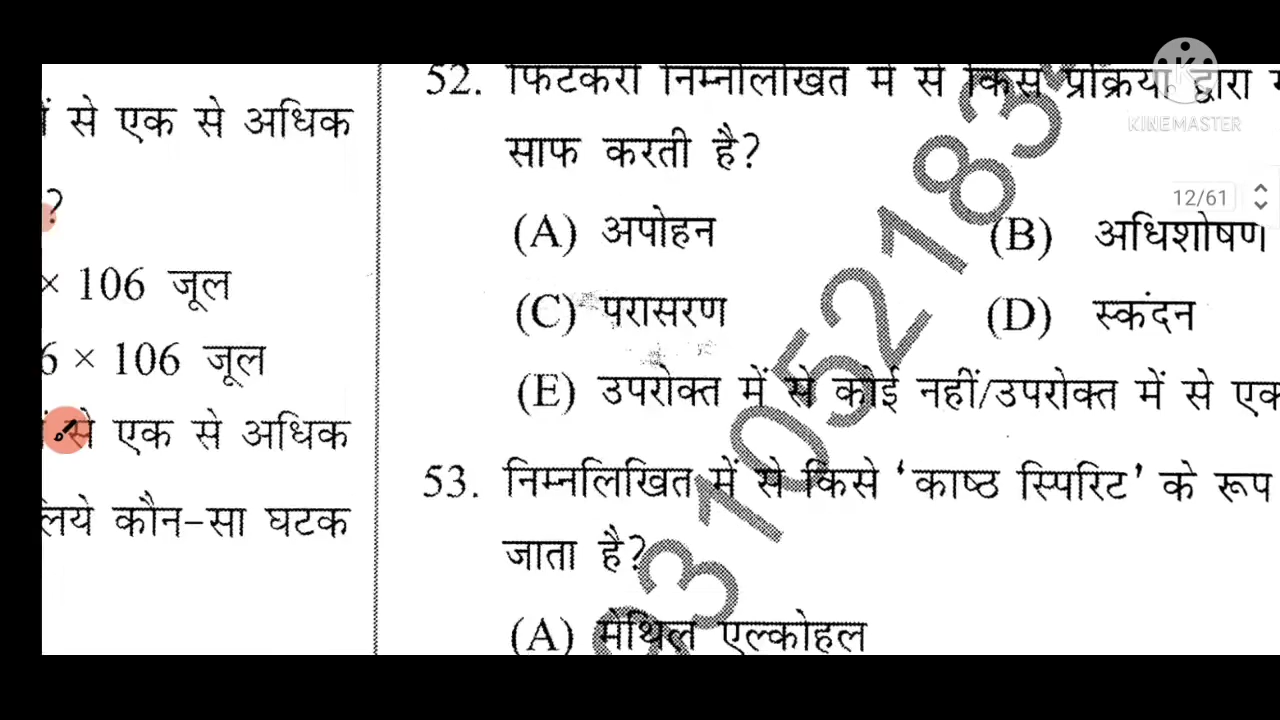 से एक से अधिक
?
× 106 जूल
6 × 106 जूल
से एक से अधिक
लिये कौन-सा घटक
52. फिटकरी निम्नलिखित में से किस प्रक्रिया द्वारा
साफ करती है?
(A) अपोहन (B) अधिशोषण
(C) परासरण (D) स्कंदन
(E) उपरोक्त में से कोई नहीं/उपरोक्त में से एक
53. निम्नलिखित में से किसे ‘काष्ठ स्पिरिट’ के रूप
जाता है?
(A) मेथिल एल्कोहल
31052183
KINEMASTER
12/61